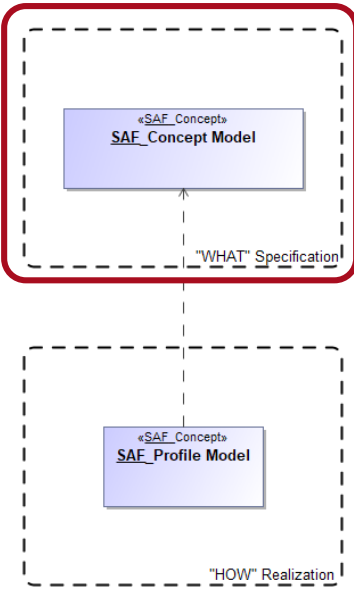 «SAF_Concept»
SAF_Concept Model
"WHAT" Specification
«SAF_Concept»
SAF_Profile Model
"HOW" Realization